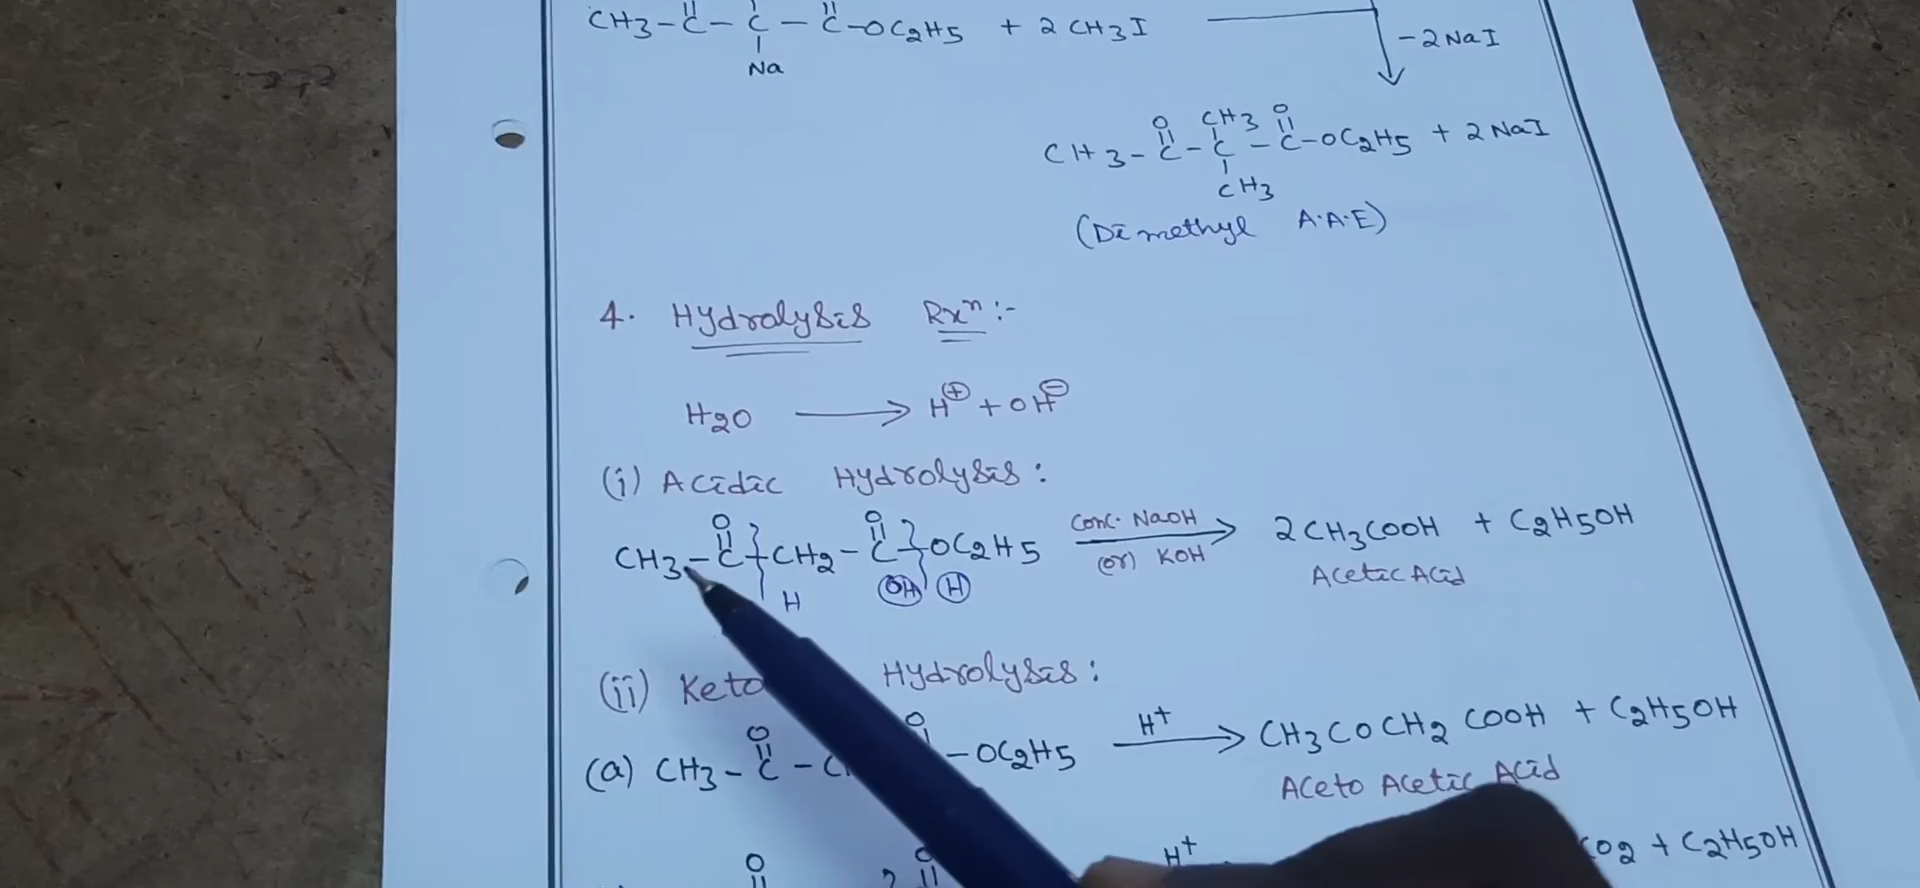 CH3-C-C-C-OC2H5 + 2CH3I
Na
-2NaI
O CH3 O
CH3-C-C-C-OC2H5 + 2NaI
CH3
(Dimethyl A.A.E)
4. Hydrolysis Rxn:-
H2O → H⊕ + OH⊖
(i) Acidic Hydrolysis:
O O
CH3-C-CH2-C-OC2H5 Conc. NaOH (or) KOH → 2CH3COOH + C2H5OH
H OH H Acetic Acid
(ii) Keto Hydrolysis:
O O
(a) CH3-C- -OC2H5 H+ → CH3COCH2COOH + C2H5OH
Aceto Acetic Acid
O O H+ CO2 + C2H5OH